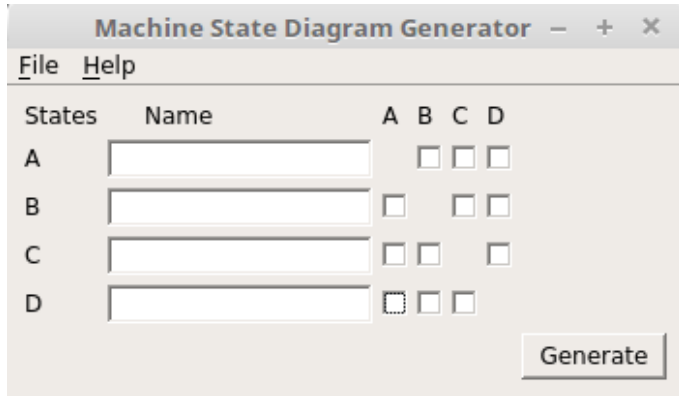 Machine State Diagram Generator
File Help
States Name A B C D
A
B
C
D
Generate